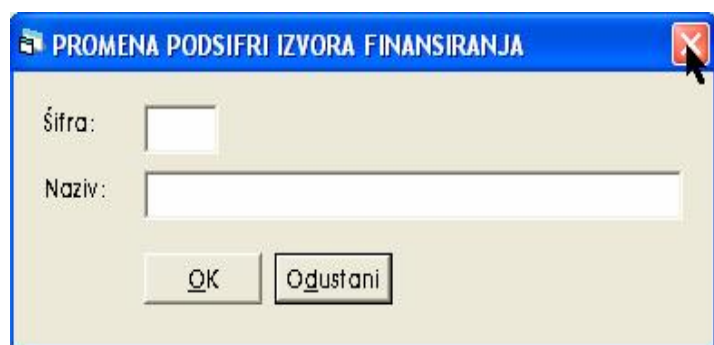 PROMENA PODSIFRI IZVORA FINANSIRANJA
Šifra:
Naziv:
OK Odustani